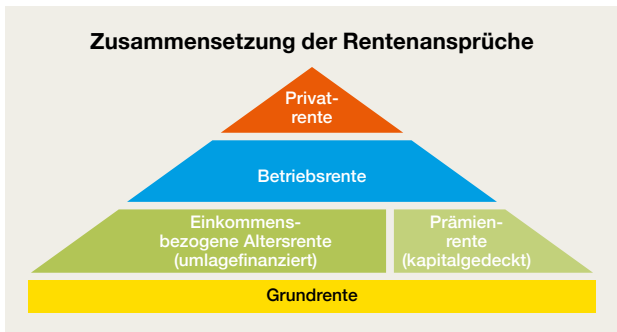 Zusammensetzung der Rentenansprüche
Privat-
rente
Betriebsrente
Einkommens-
bezogene Altersrente
(umlagefinanziert)
Prämien-
rente
(kapitalgedeckt)
Grundrente